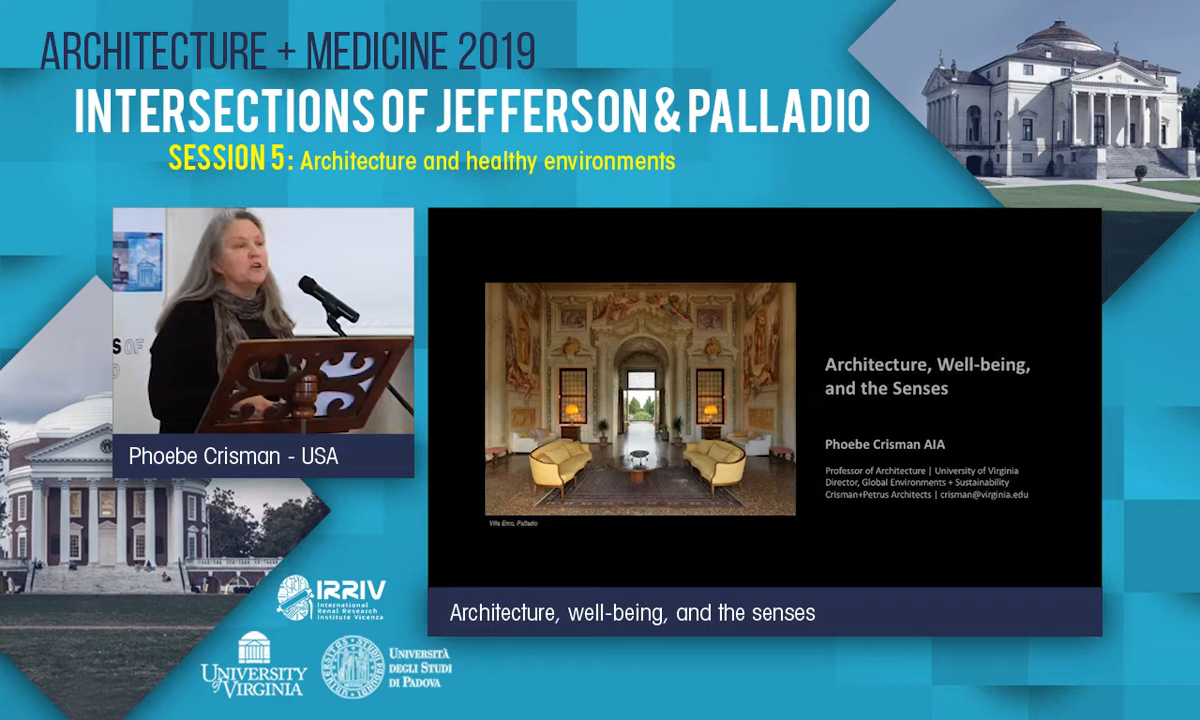 ARCHITECTURE + MEDICINE 2019
INTERSECTIONS OF JEFFERSON & PALLADIO
SESSION 5: Architecture and healthy environments
S OF
Phoebe Crisman - USA
Architecture, Well-being,
and the Senses
Phoebe Crisman AIA
Professor of Architecture | University of Virginia
Director, Global Environments + Sustainability
Crisman+Petrus Architects | crisman@virginia.edu
Villa Emo, Palladio
Architecture, well-being, and the senses
IRRIV
International
Renal Research
Institute Vicenza
UNIVERSITY
of VIRGINIA
UNIVERSITÀ
DEGLI STUDI
DI PADOVA